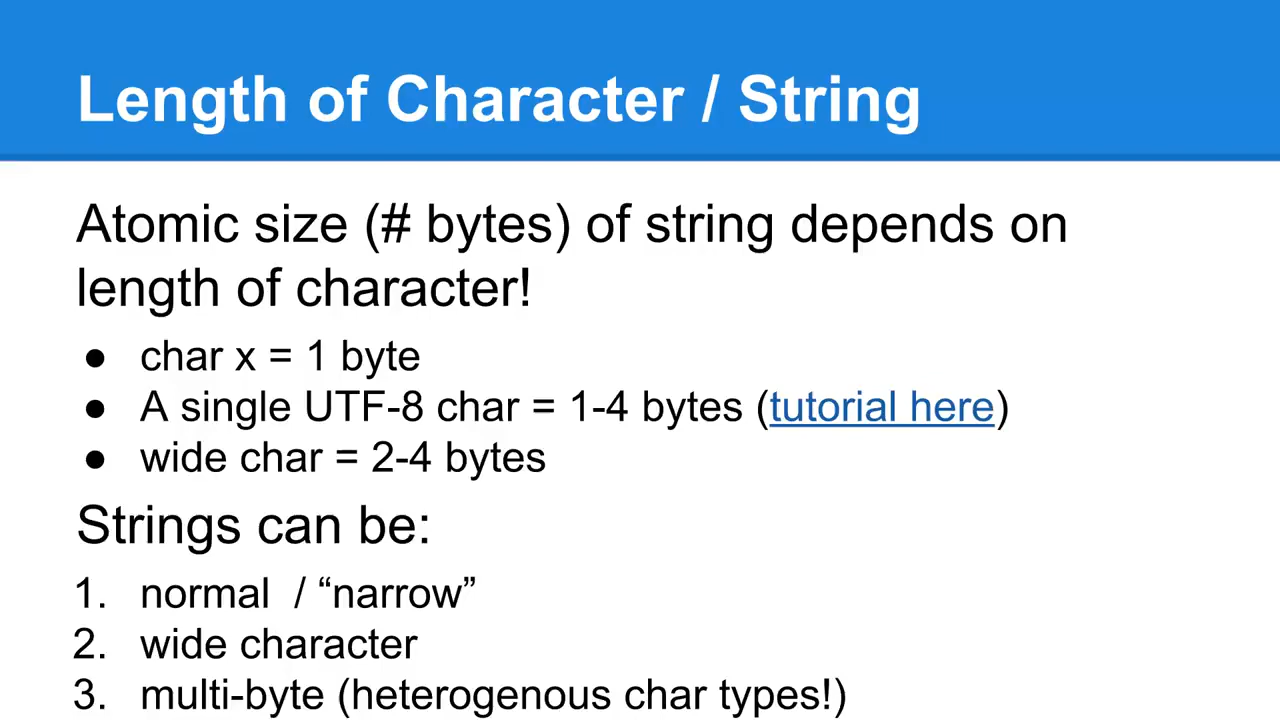 Length of Character / String
Atomic size (# bytes) of string depends on
length of character!
● char x = 1 byte
● A single UTF-8 char = 1-4 bytes (tutorial here)
● wide char = 2-4 bytes
Strings can be:
1. normal / “narrow”
2. wide character
3. multi-byte (heterogenous char types!)